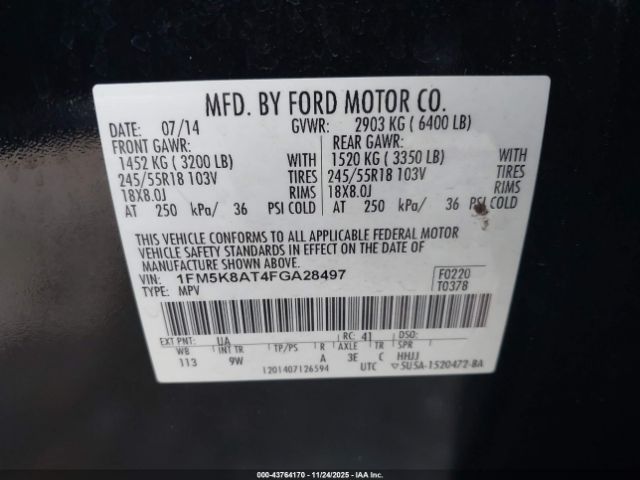 MFD. BY FORD MOTOR CO.
DATE: 07/14 GVWR: 2903 KG ( 6400 LB)
FRONT GAWR: REAR GAWR:
1452 KG ( 3200 LB) WITH 1520 KG ( 3350 LB) WITH
245/55R18 103V TIRES 245/55R18 103V TIRES
18X8.0J RIMS 18X8.0J RIMS
AT 250 kPa/ 36 PSI COLD AT 250 kPa/ 36 PSI COLD
THIS VEHICLE CONFORMS TO ALL APPLICABLE FEDERAL MOTOR
VEHICLE SAFETY STANDARDS IN EFFECT ON THE DATE OF
MANUFACTURE SHOWN ABOVE.
VIN: 1FM5K8AT4FGA28497 F0220
TYPE: MPV T0378
EXT PNT: UA RC: 41 DSO:
WB INT TR TP/PS R AXLE TR SPR
113 9W A 3E C HHJJ
1201407126594 UTC ▽5U5A-1520472-BA
000-43764170 — 11/24/2025 — IAAI.CA